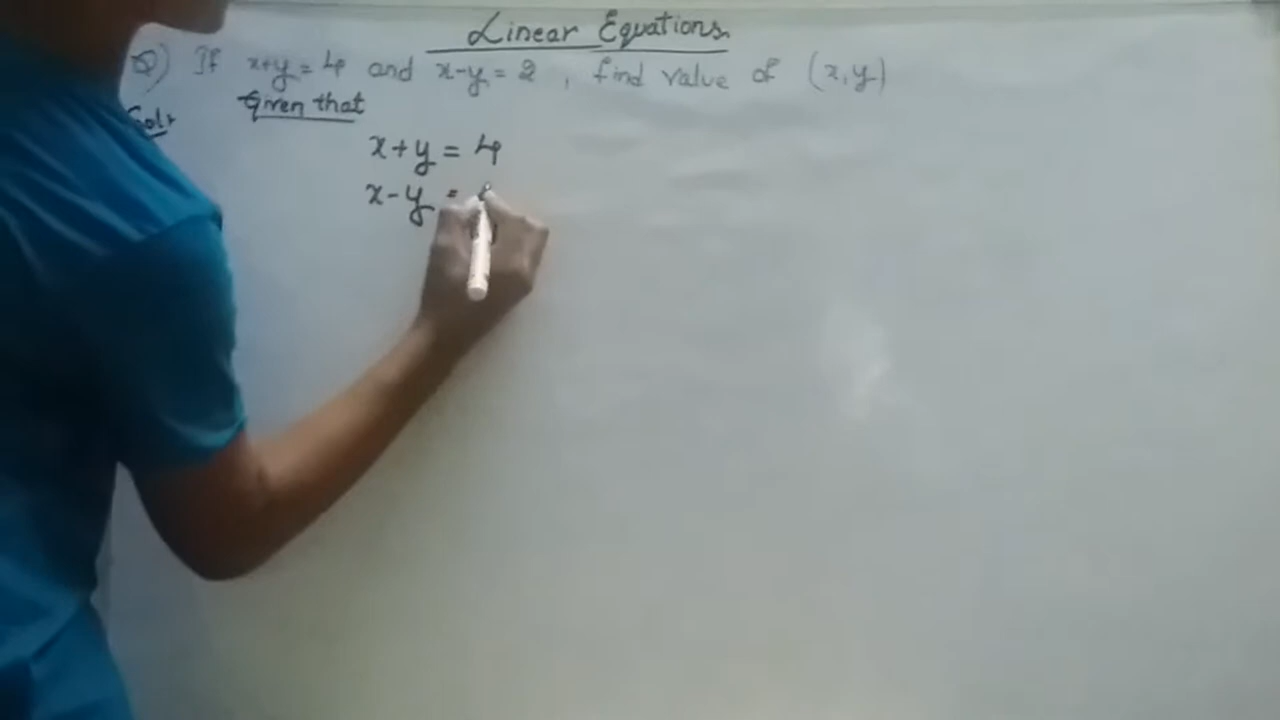 Linear Equations
Q) If x+y = 4 and x-y = 2 , find value of (x,y)
Given that
Sol:
x+y = 4
x-y =